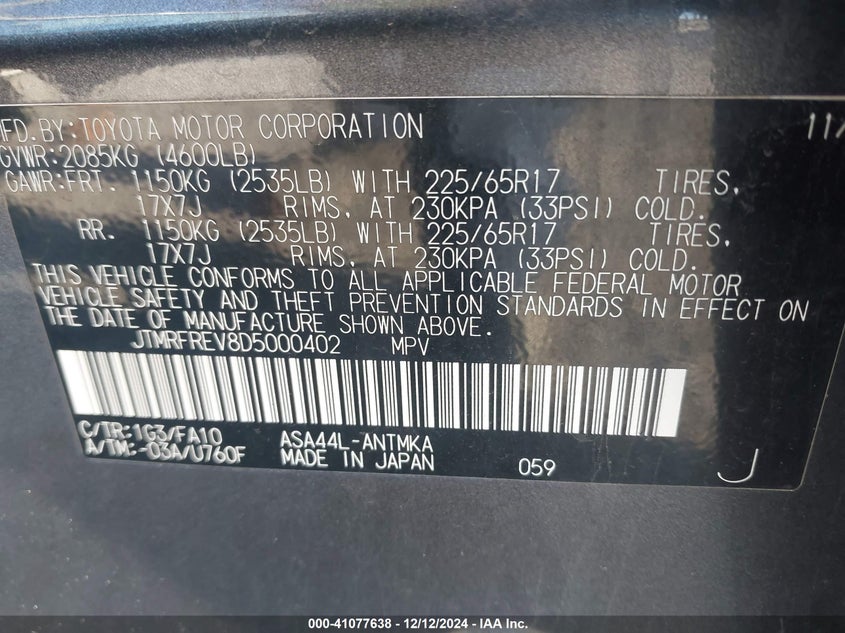 MFD.BY:TOYOTA MOTOR CORPORATION 11/
GVWR:2085KG (4600LB)
GAWR:FRT. 1150KG (2535LB) WITH 225/65R17 TIRES,
17X7J RIMS, AT 230KPA (33PSI) COLD.
RR. 1150KG (2535LB) WITH 225/65R17 TIRES,
17X7J RIMS, AT 230KPA (33PSI) COLD.
THIS VEHICLE CONFORMS TO ALL APPLICABLE FEDERAL MOTOR
VEHICLE SAFETY AND THEFT PREVENTION STANDARDS IN EFFECT ON
THE DATE OF MANUFACTURE SHOWN ABOVE.
JTMRFREV8D5000402 MPV
C/TR:1G3/FA10 ASA44L-ANTMKA
A/TM:-03A/U760F MADE IN JAPAN 059 J
000-41077638 - 12/12/2024 - IAA Inc.